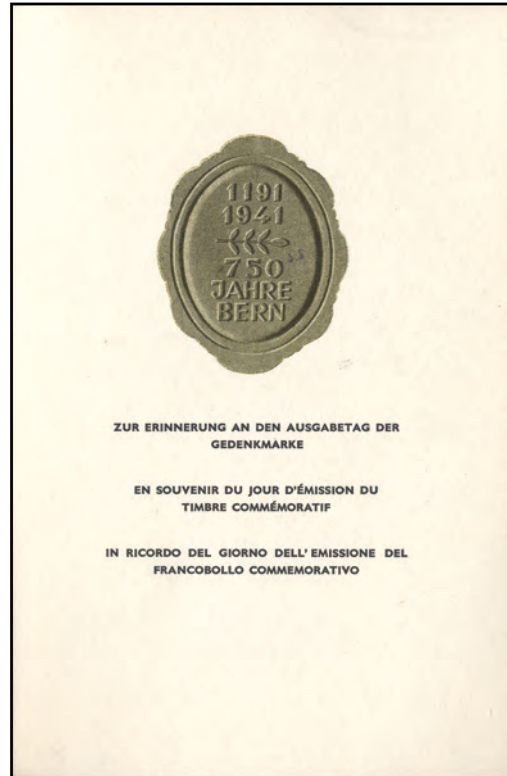 1191
1941
750
JAHRE
BERN
ZUR ERINNERUNG AN DEN AUSGABETAG DER
GEDENKMARKE
EN SOUVENIR DU JOUR D'ÉMISSION DU
TIMBRE COMMÉMORATIF
IN RICORDO DEL GIORNO DELL' EMISSIONE DEL
FRANCOBOLLO COMMEMORATIVO